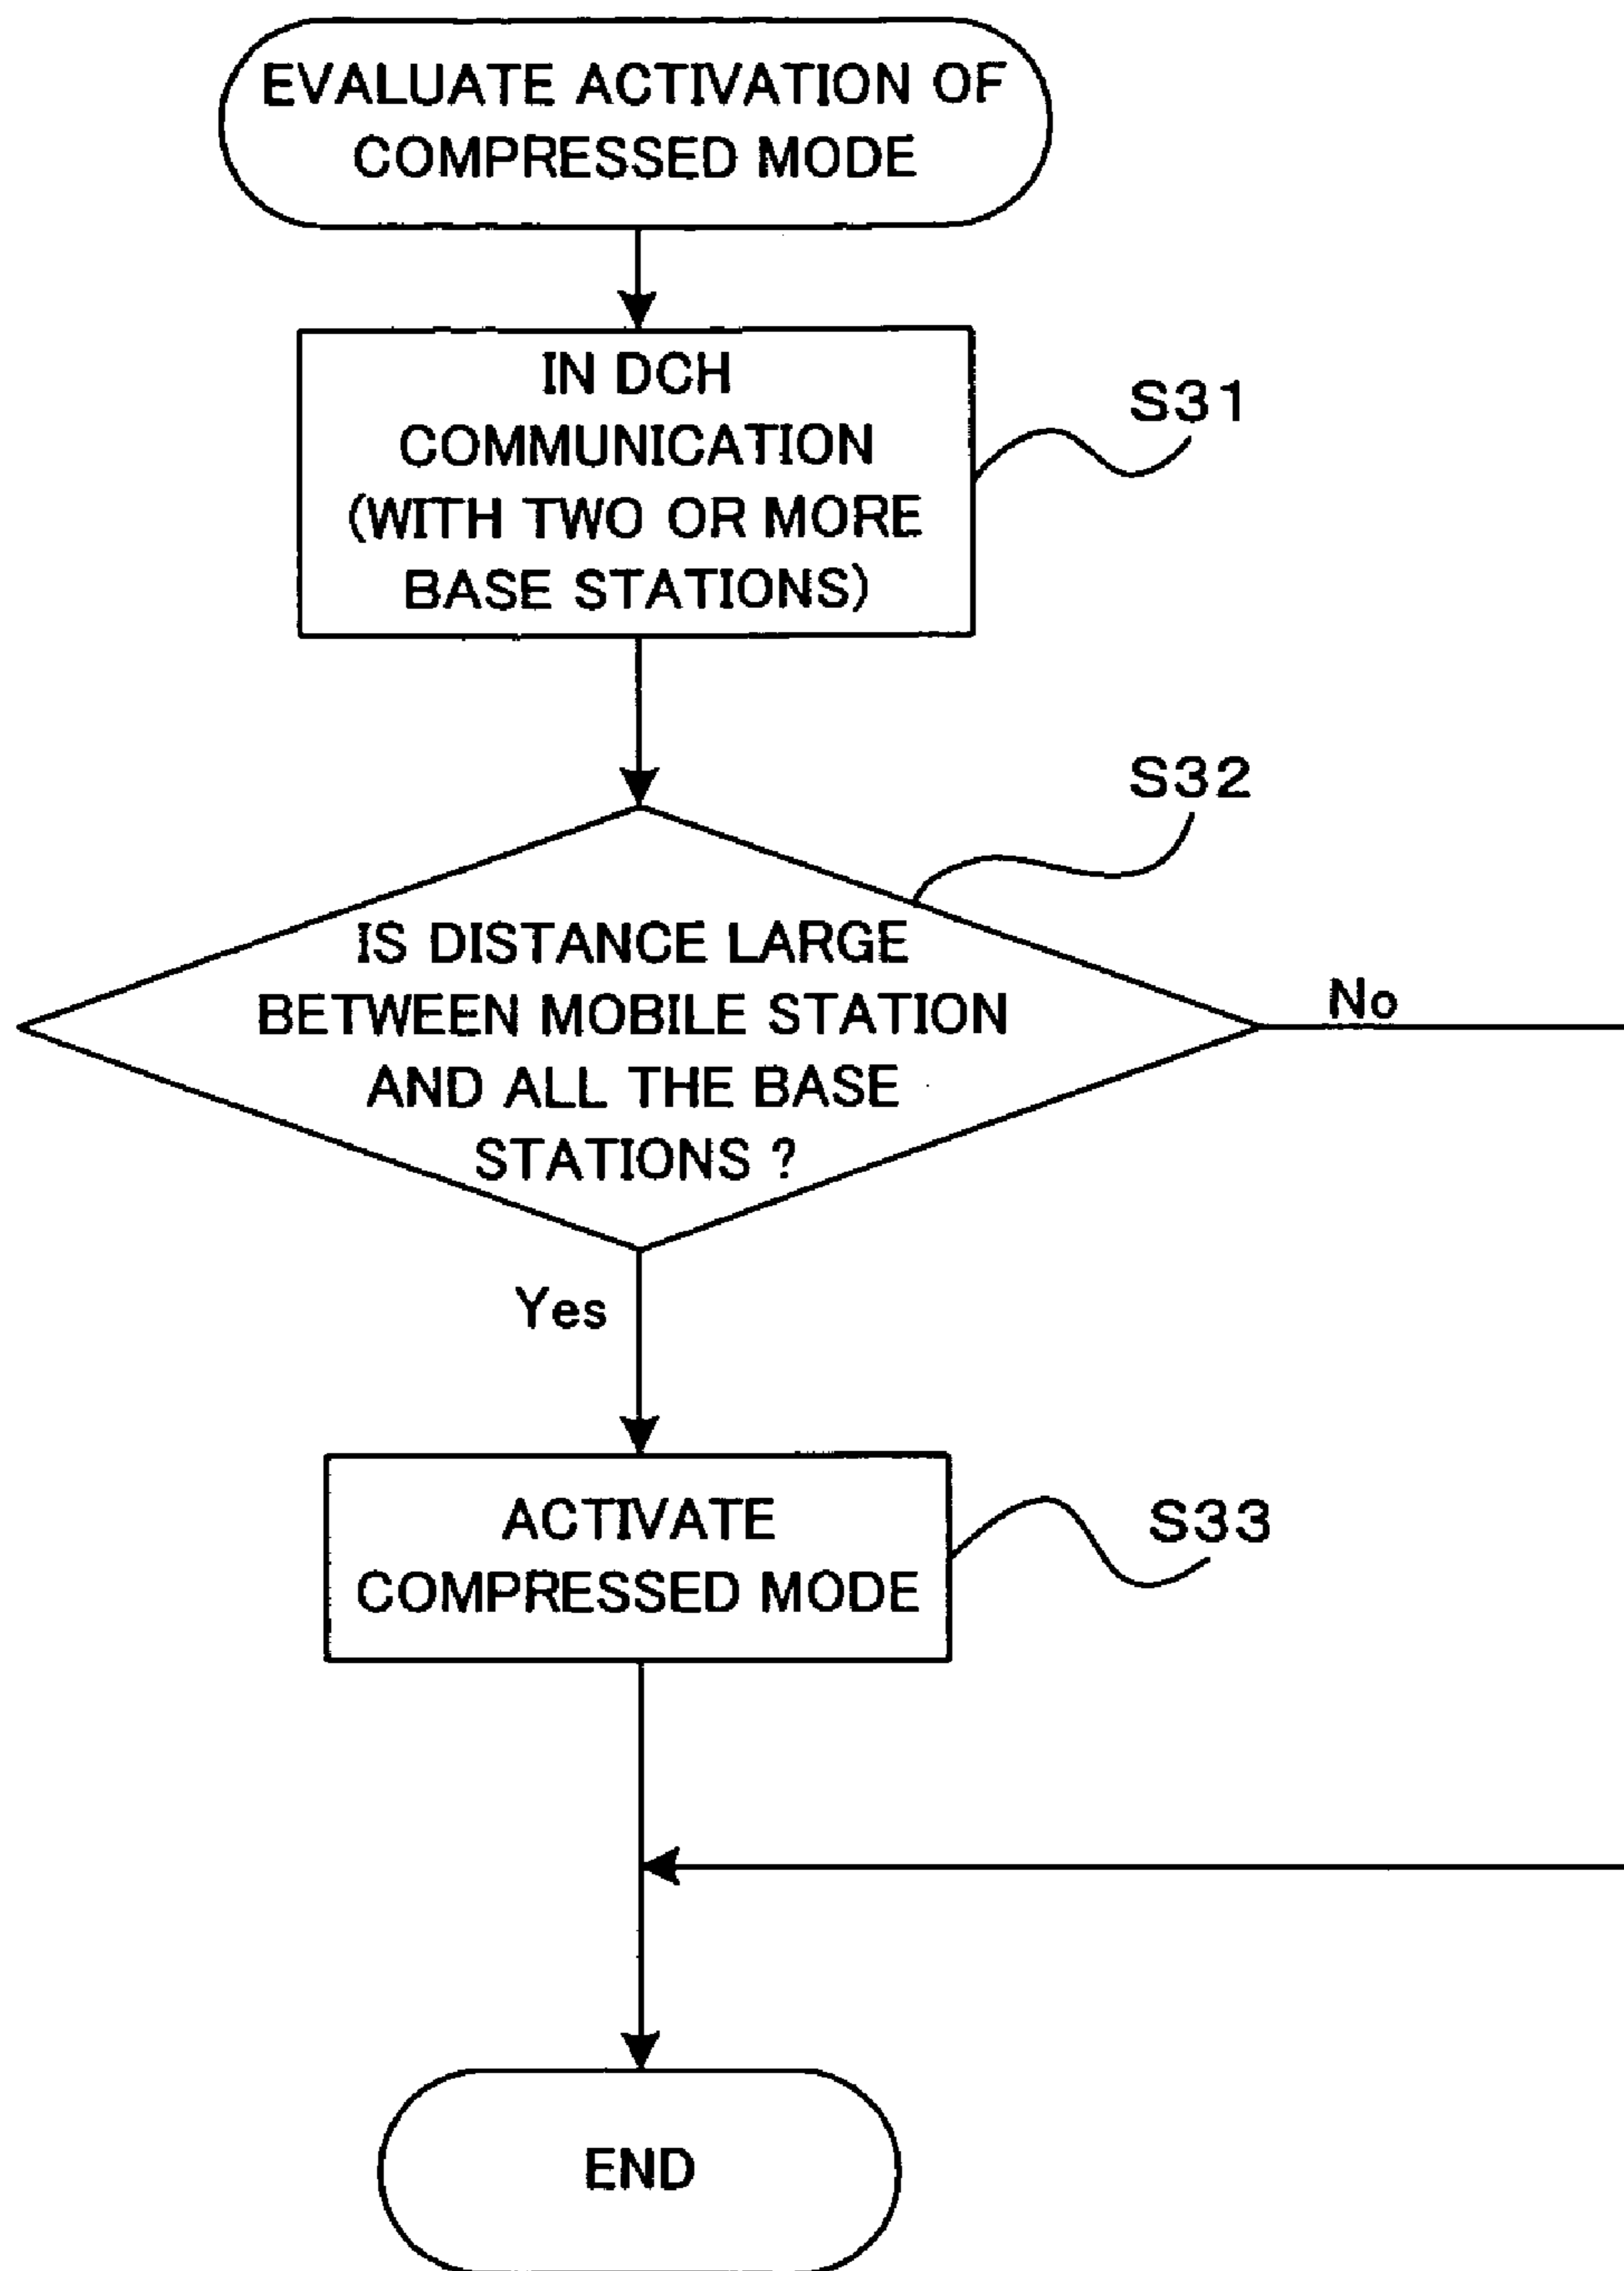 EVALUATE ACTIVATION OF
COMPRESSED MODE
IN DCH
COMMUNICATION
(WITH TWO OR MORE
BASE STATIONS)
S31
S32
IS DISTANCE LARGE
BETWEEN MOBILE STATION
AND ALL THE BASE
STATIONS ?
No
Yes
ACTIVATE
COMPRESSED MODE
S33
END